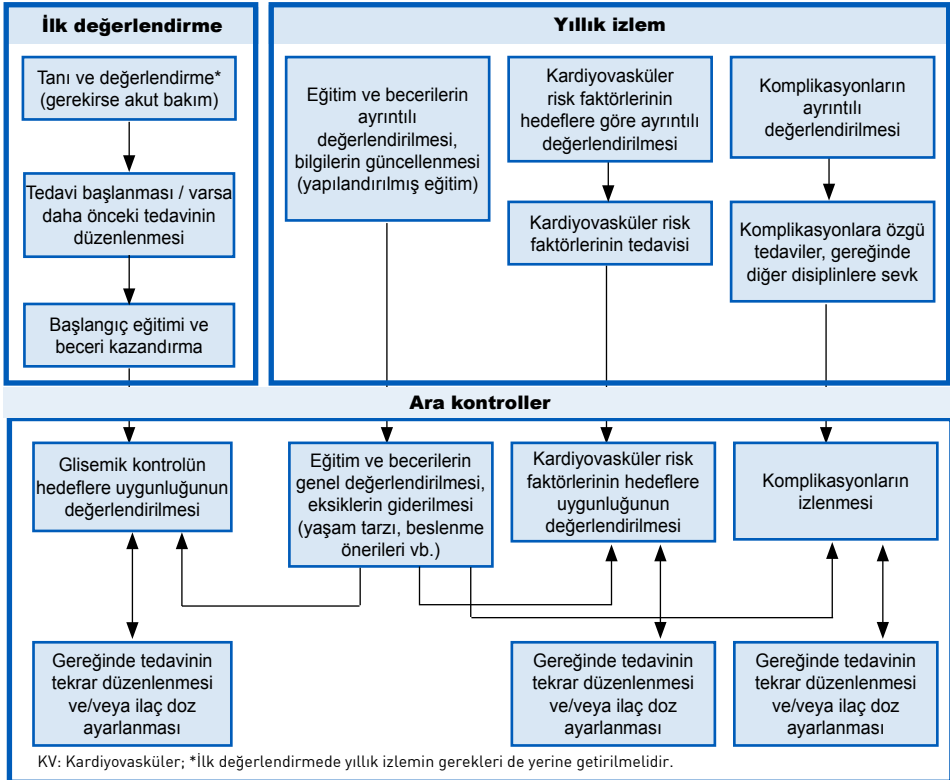 İlk değerlendirme
Tanı ve değerlendirme*
(gerekirse akut bakım)
Tedavi başlanması / varsa
daha önceki tedavinin
düzenlenmesi
Başlangıç eğitimi ve
beceri kazandırma
Yıllık izlem
Eğitim ve becerilerin
ayrıntılı
değerlendirilmesi,
bilgilerin güncellenmesi
(yapılandırılmış eğitim)
Kardiyovasküler
risk faktörlerinin
hedeflere göre ayrıntılı
değerlendirilmesi
Kardiyovasküler risk
faktörlerinin tedavisi
Komplikasyonların
ayrıntılı
değerlendirilmesi
Komplikasyonlara özgü
tedaviler, gereğinde
diğer disiplinlere sevk
Ara kontroller
Glisemik kontrolün
hedeflere uygunluğunun
değerlendirilmesi
Eğitim ve becerilerin
genel değerlendirilmesi,
eksiklerin giderilmesi
(yaşam tarzı, beslenme
önerileri vb.)
Kardiyovasküler risk
faktörlerinin hedeflere
uygunluğunun
değerlendirilmesi
Komplikasyonların
izlenmesi
Gereğinde tedavinin
tekrar düzenlenmesi
ve/veya ilaç doz
ayarlanması
Gereğinde tedavinin
tekrar düzenlenmesi
ve/veya ilaç doz
ayarlanması
Gereğinde tedavinin
tekrar düzenlenmesi
ve/veya ilaç doz
ayarlanması
KV: Kardiyovasküler; *İlk değerlendirmede yıllık izlemin gerekleri de yerine getirilmelidir.